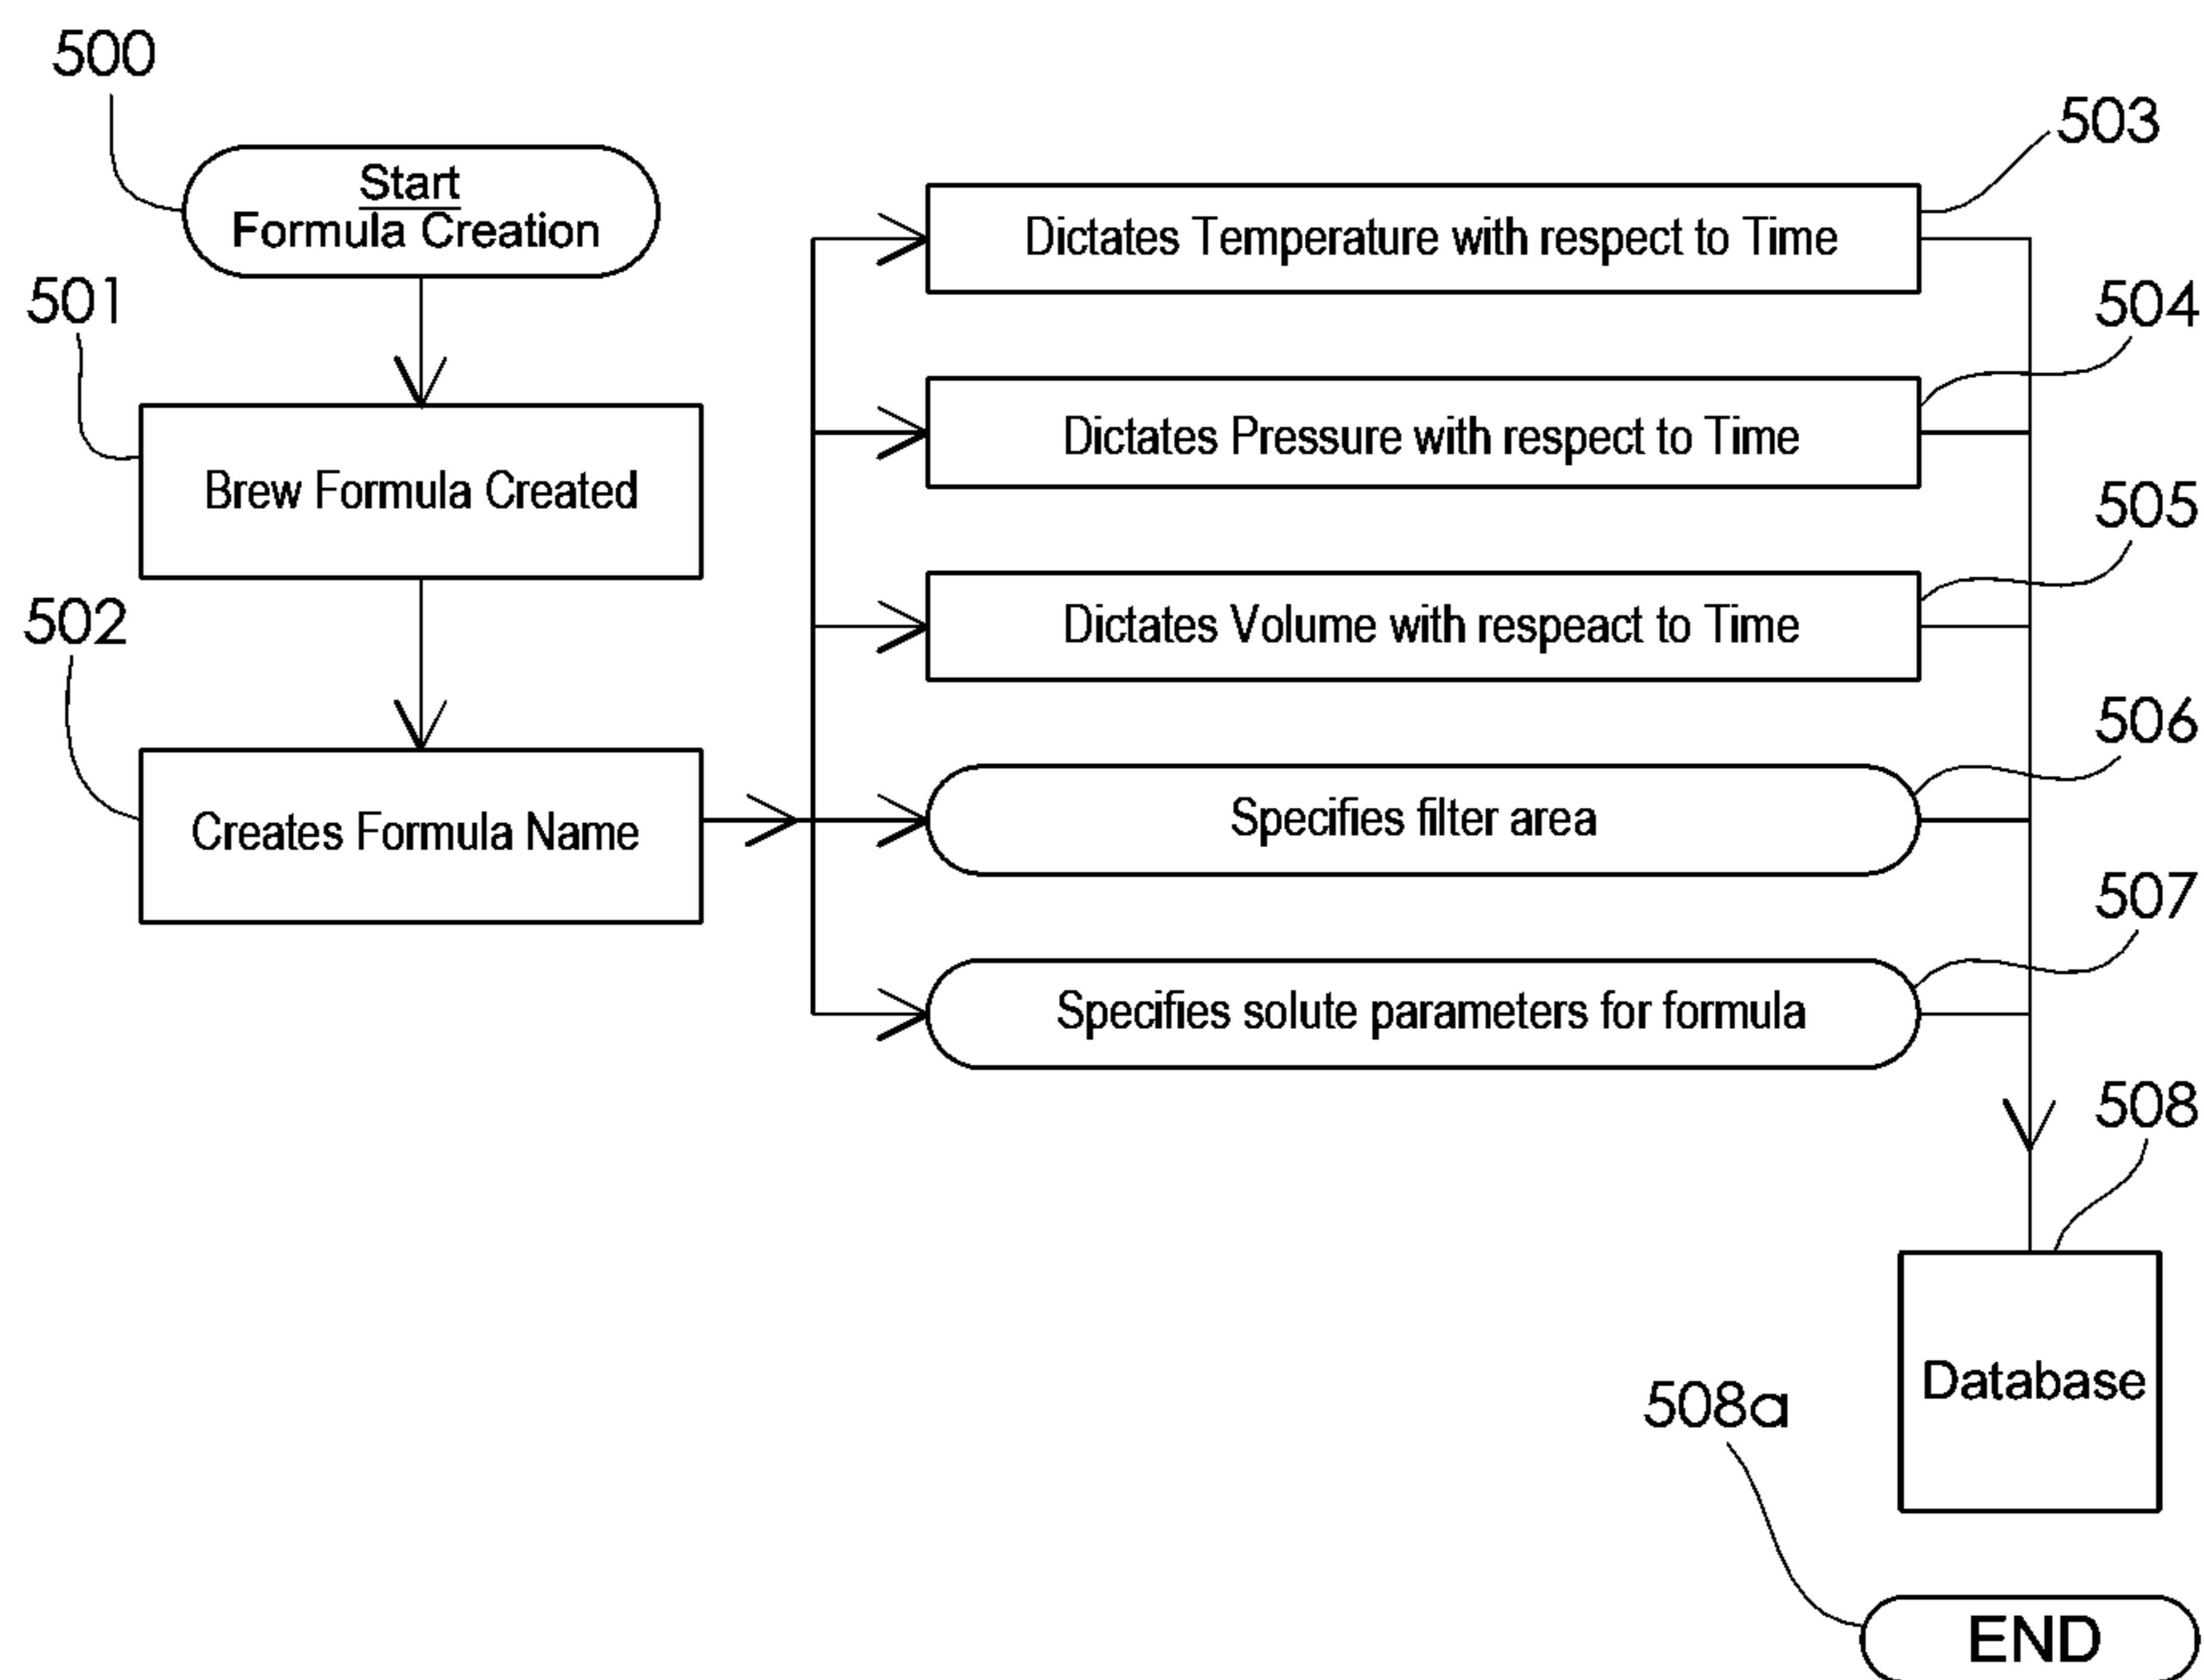 500
Start
Formula Creation
501
Brew Formula Created
502
Creates Formula Name
503
Dictates Temperature with respect to Time
504
Dictates Pressure with respect to Time
505
Dictates Volume with respeact to Time
506
Specifies filter area
507
Specifies solute parameters for formula
508
Database
508a
END